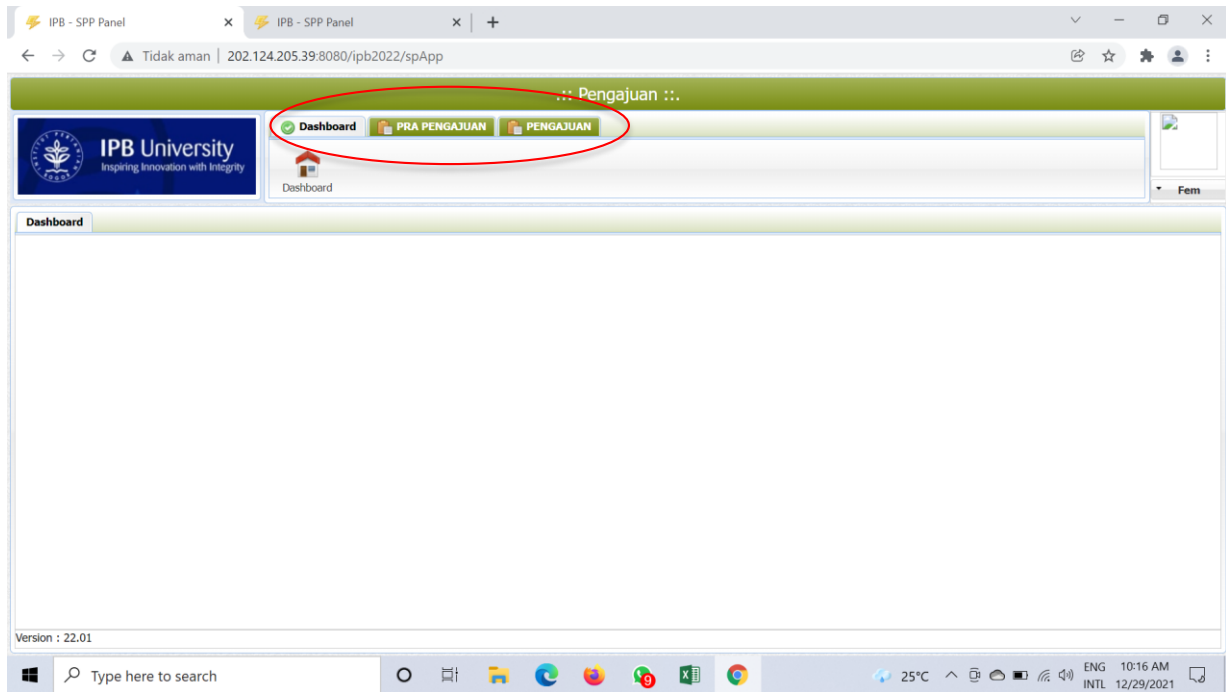 IPB - SPP Panel
IPB - SPP Panel
Tidak aman | 202.124.205.39:8080/ipb2022/spApp
.:: Pengajuan ::.
IPB University
Inspiring Innovation with Integrity
Dashboard
PRA PENGAJUAN
PENGAJUAN
Dashboard
Fem
Dashboard
Version : 22.01
Type here to search
9
25°C
ENG
INTL
10:16 AM
12/29/2021